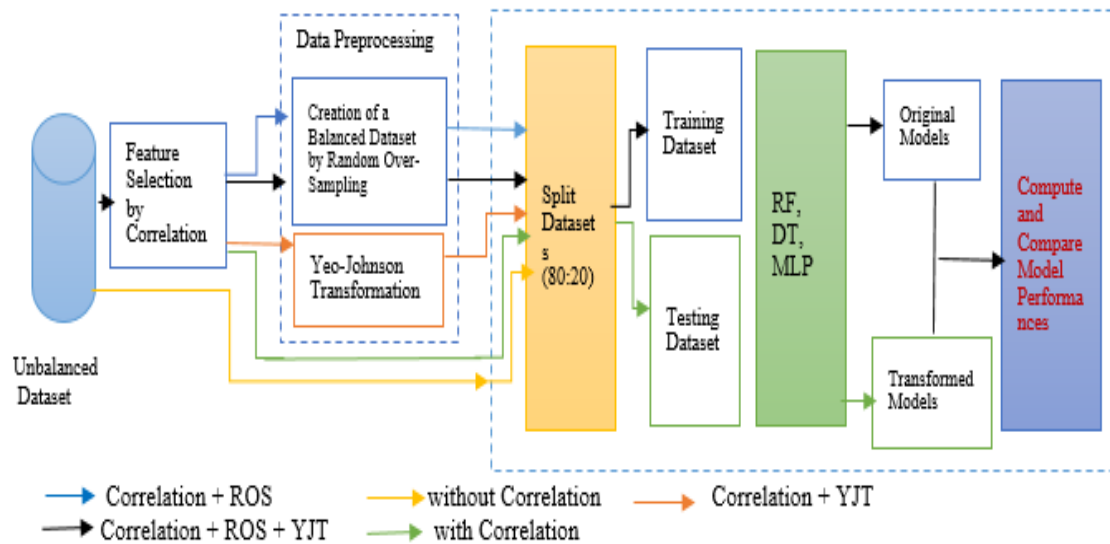 Data Preprocessing
Unbalanced
Dataset
Feature
Selection
by
Correlation
Creation of a
Balanced Dataset
by Random Over-
Sampling
Yeo-Johnson
Transformation
Split
Dataset
s
(80:20)
Training
Dataset
Testing
Dataset
RF,
DT,
MLP
Original
Models
Transformed
Models
Compute
and
Compare
Model
Performa
nces
Correlation + ROS
without Correlation
Correlation + YJT
Correlation + ROS + YJT
with Correlation